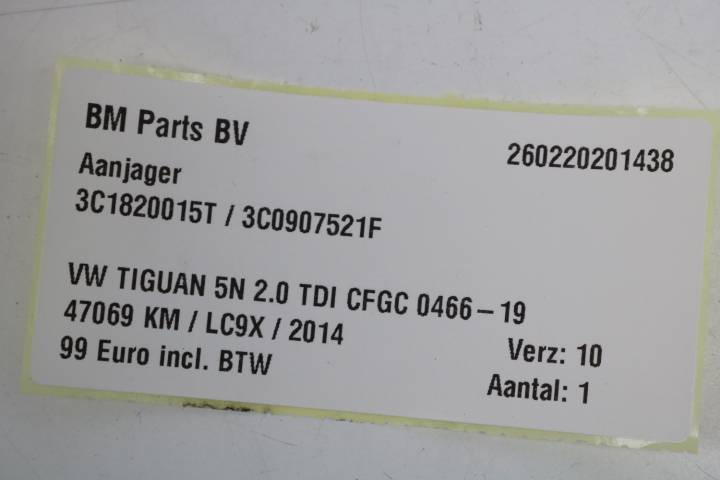 BM Parts BV
260220201438
Aanjager
3C1820015T / 3C0907521F
VW TIGUAN 5N 2.0 TDI CFGC 0466-19
47069 KM / LC9X / 2014
Verz: 10
99 Euro incl. BTW
Aantal: 1